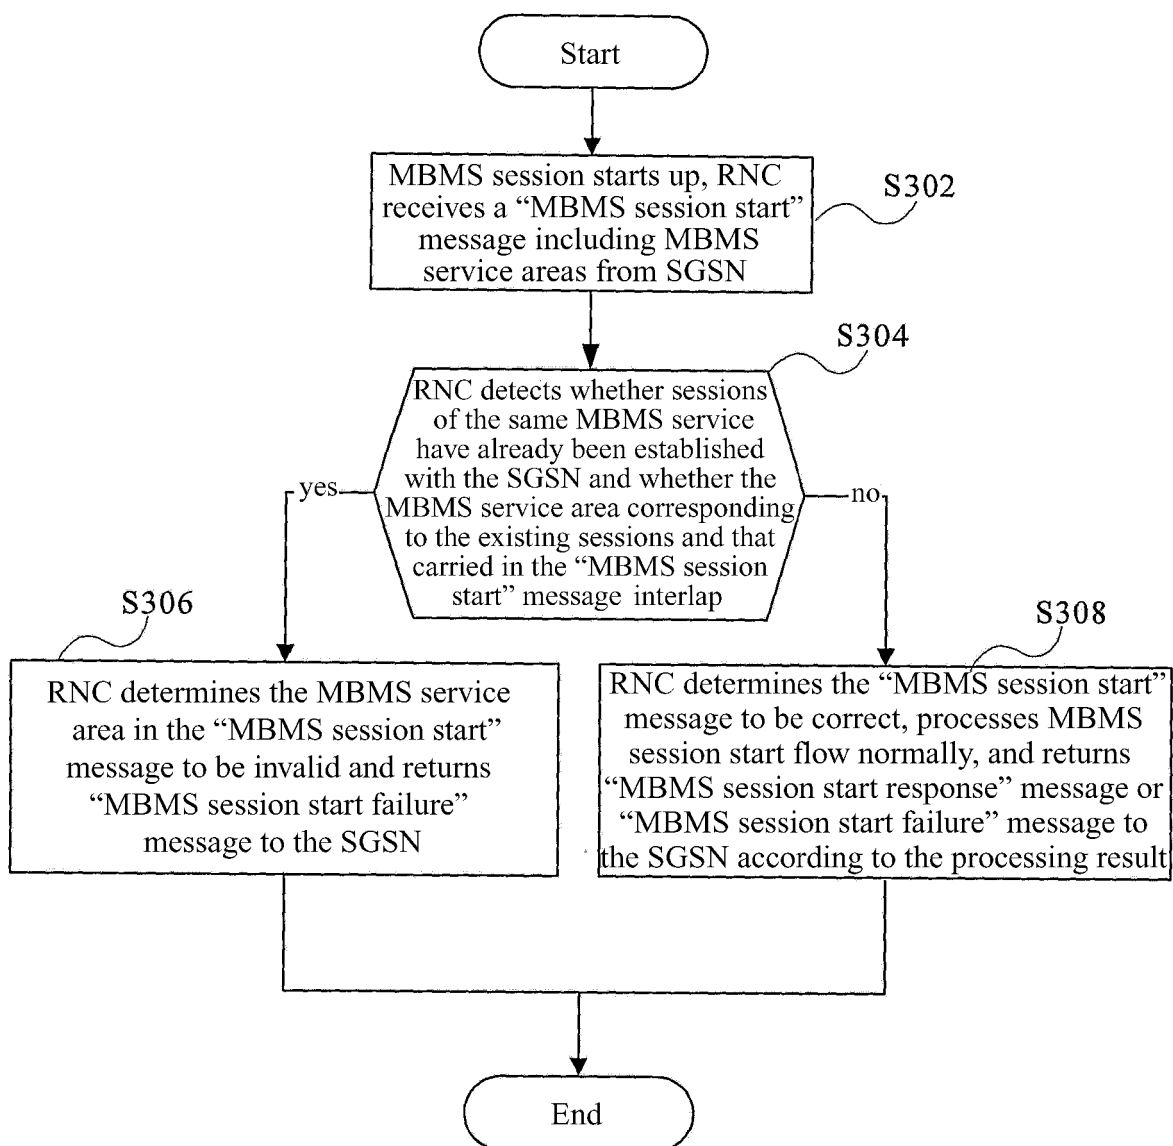 Start
MBMS session starts up, RNC
receives a “MBMS session start”
message including MBMS
service areas from SGSN
S302
S304
RNC detects whether sessions
of the same MBMS service
have already been established
with the SGSN and whether the
MBMS service area corresponding
to the existing sessions and that
carried in the “MBMS session
start” message interlap
yes
no
S306
RNC determines the MBMS service
area in the “MBMS session start”
message to be invalid and returns
“MBMS session start failure”
message to the SGSN
S308
RNC determines the “MBMS session start”
message to be correct, processes MBMS
session start flow normally, and returns
“MBMS session start response” message or
“MBMS session start failure” message to
the SGSN according to the processing result
End